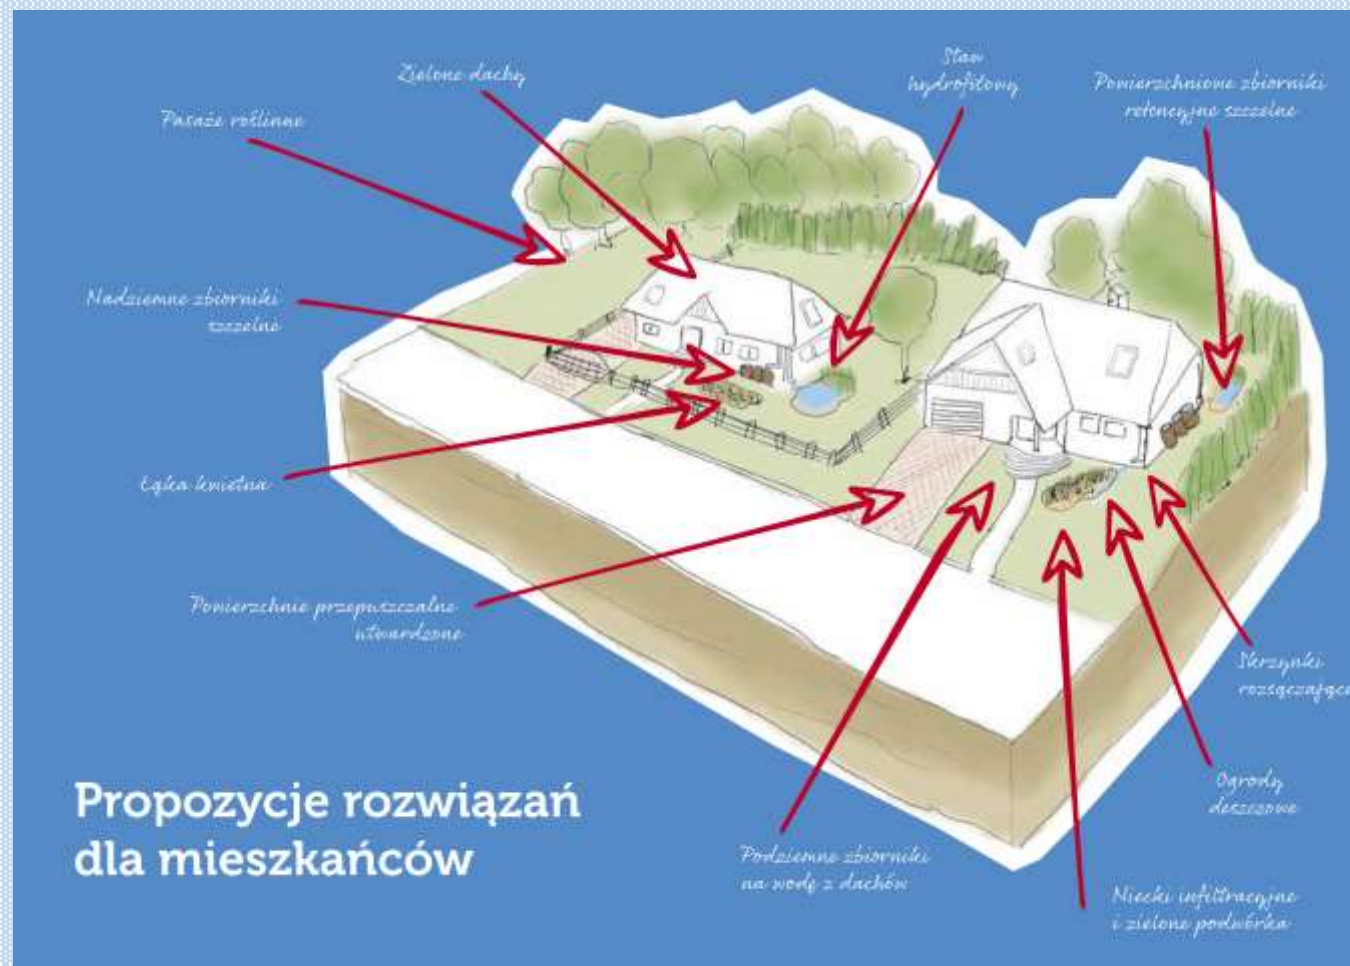 Zielone dachy
Staw
hydrofitowy
Powierzchniowe zbiorniki
retencyjne szczelne
Pasaże roślinne
Nadziemne zbiorniki
szczelne
Łąka kwietna
Powierzchnie przepuszczalne
utwardzone
Skrzynki
rozsączające
Ogrody
deszczowe
Podziemne zbiorniki
na wodę z dachów
Niecki infiltracyjne
i zielone podwórka
Propozycje rozwiązań
dla mieszkańców